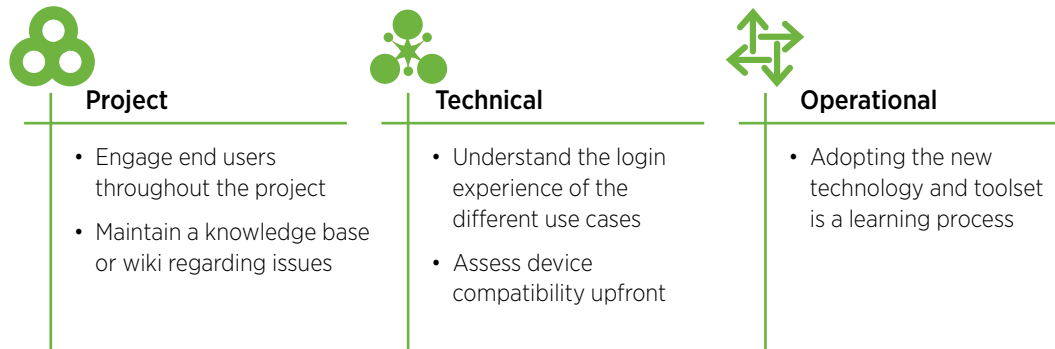 Project
• Engage end users
throughout the project
• Maintain a knowledge base
or wiki regarding issues
Technical
• Understand the login
experience of the
different use cases
• Assess device
compatibility upfront
Operational
• Adopting the new
technology and toolset
is a learning process